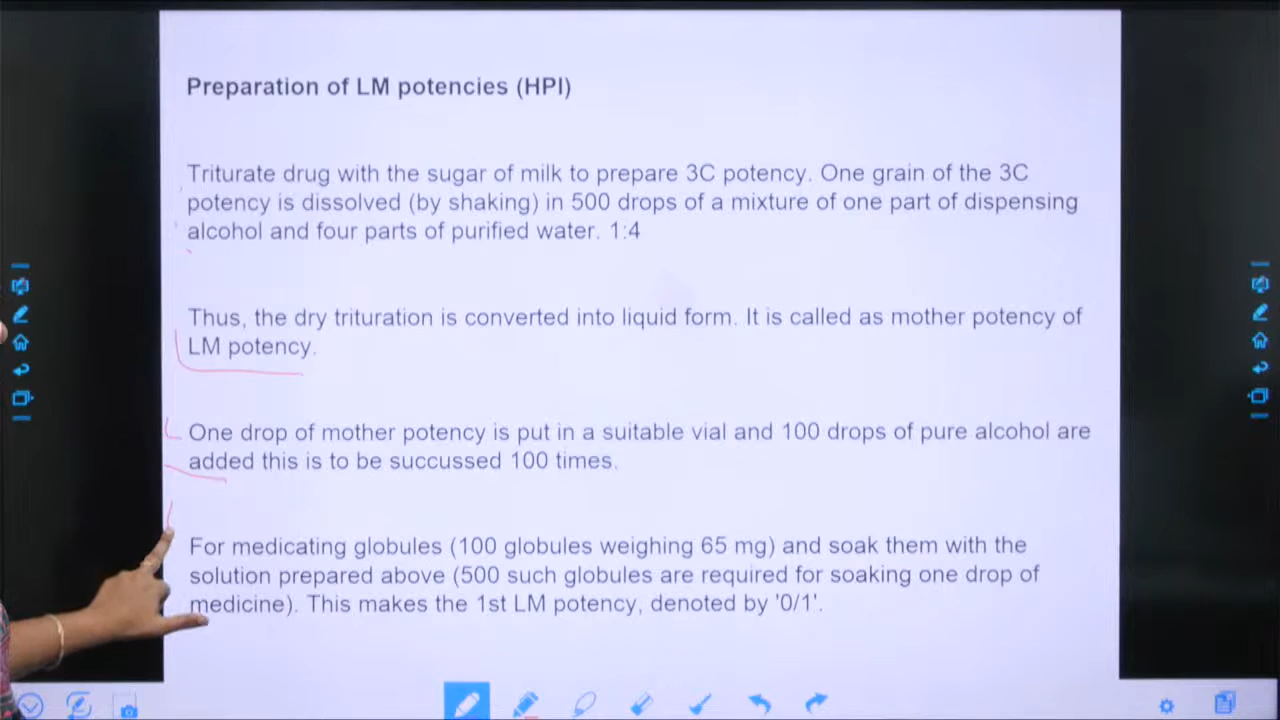 Preparation of LM potencies (HPI)
Triturate drug with the sugar of milk to prepare 3C potency. One grain of the 3C
potency is dissolved (by shaking) in 500 drops of a mixture of one part of dispensing
alcohol and four parts of purified water. 1:4
Thus, the dry trituration is converted into liquid form. It is called as mother potency of
LM potency.
One drop of mother potency is put in a suitable vial and 100 drops of pure alcohol are
added this is to be succussed 100 times.
For medicating globules (100 globules weighing 65 mg) and soak them with the
solution prepared above (500 such globules are required for soaking one drop of
medicine). This makes the 1st LM potency, denoted by '0/1'.